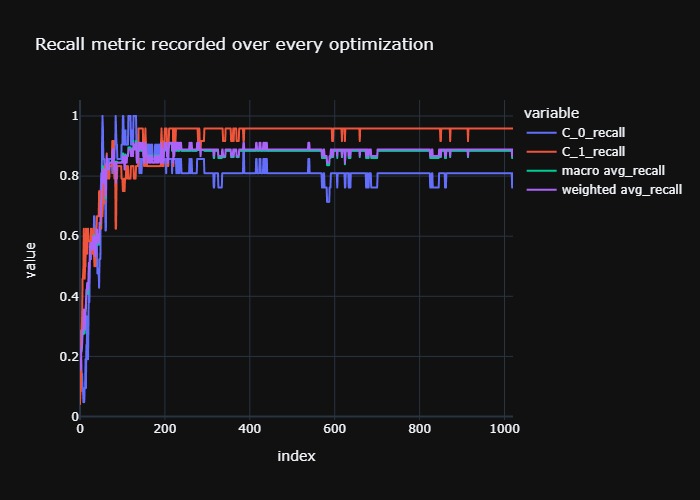 Recall metric recorded over every optimization
variable
C_0_recall
C_1_recall
macro avg_recall
weighted avg_recall
1
0.8
0.6
0.4
0.2
0
value
0 200 400 600 800 1000
index